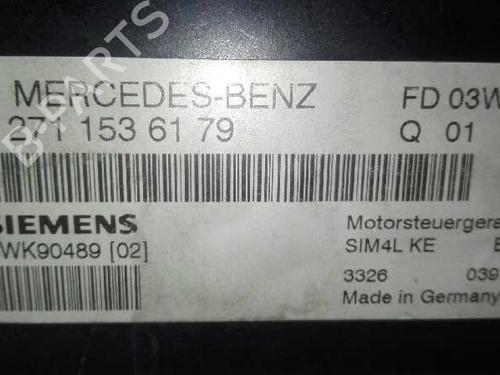 B-PARTS
MERCEDES-BENZ FD 03W
271 153 61 79 Q 01
SIEMENS Motorsteuergerä
WK90489 [02] SIM4L KE
3326 039
Made in Germany